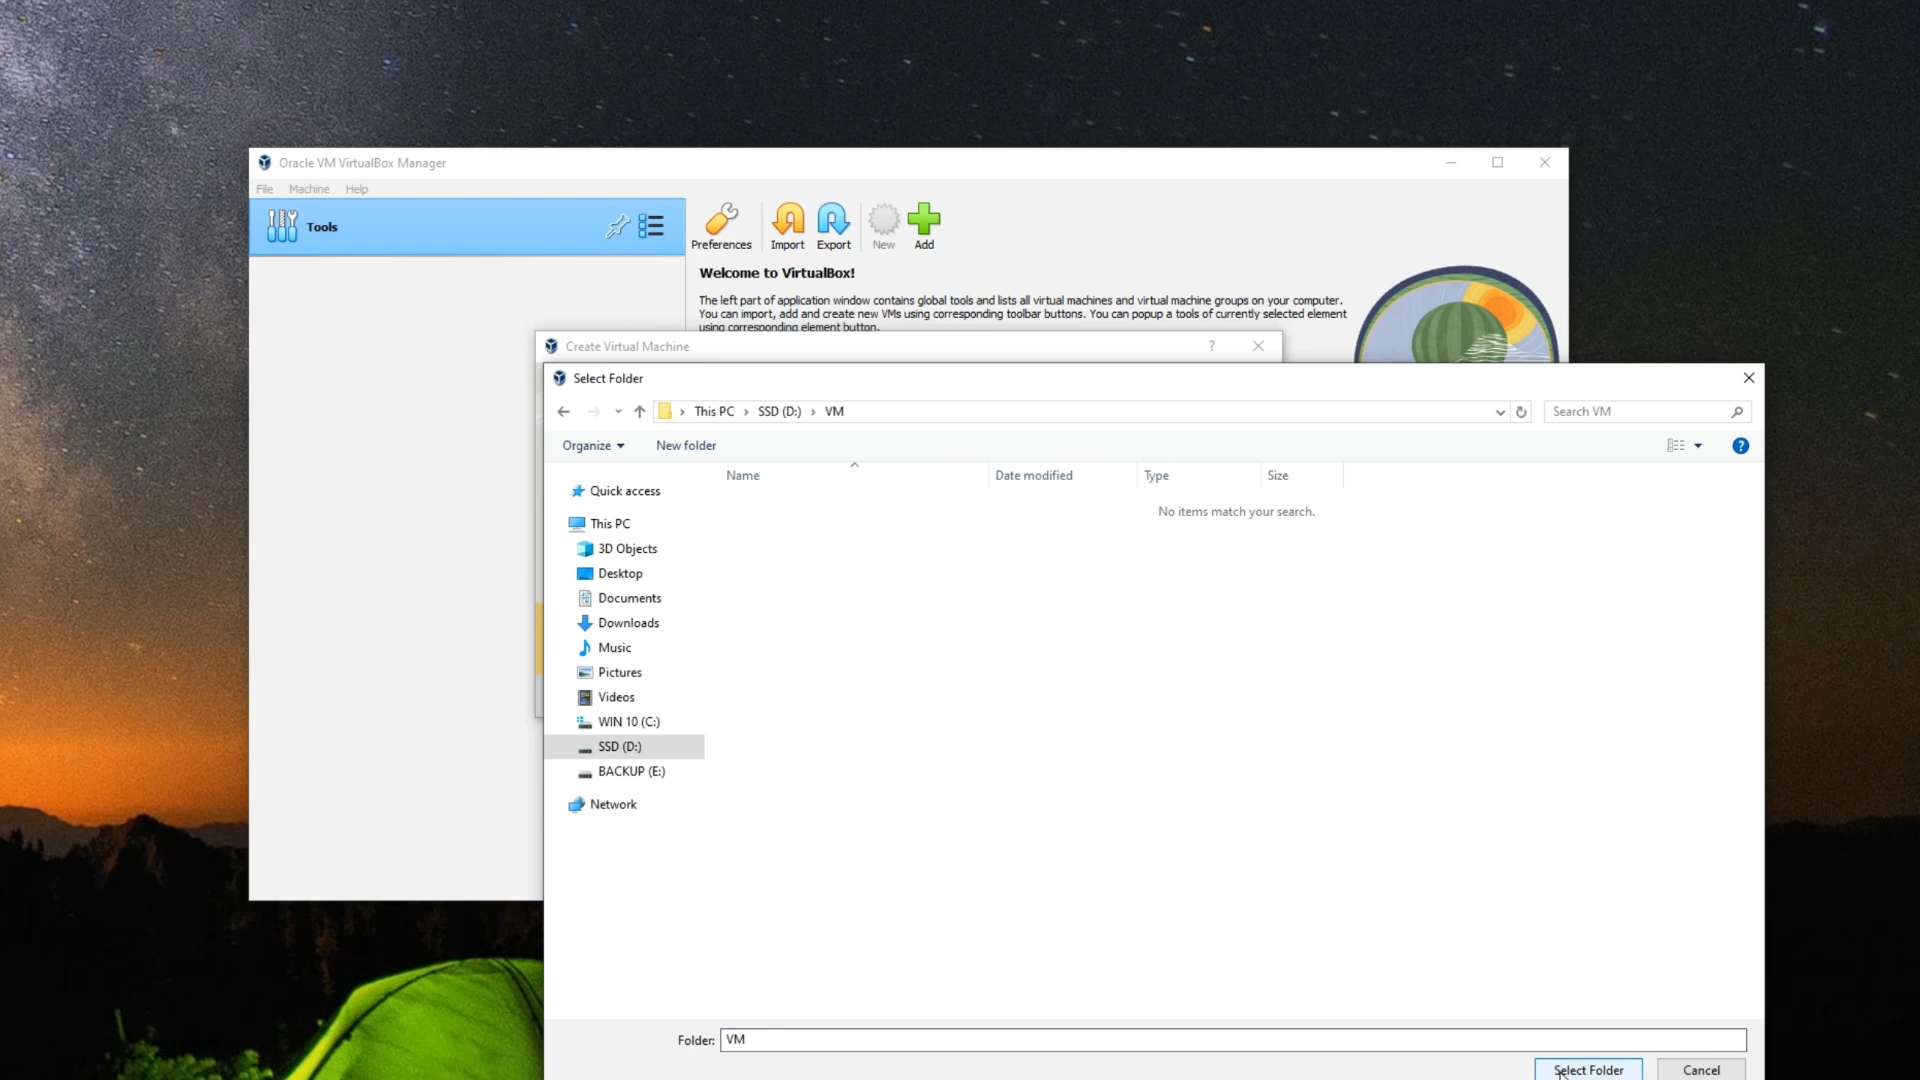 Oracle VM VirtualBox Manager
File Machine Help
Tools
Preferences Import Export New Add
Welcome to VirtualBox!
The left part of application window contains global tools and lists all virtual machines and virtual machine groups on your computer.
You can import, add and create new VMs using corresponding toolbar buttons. You can popup a tools of currently selected element
using corresponding element button.
Create Virtual Machine ?
Select Folder
This PC SSD (D:) VM Search VM
Organize New folder ?
Name Date modified Type Size
No items match your search.
Quick access
This PC
3D Objects
Desktop
Documents
Downloads
Music
Pictures
Videos
WIN 10 (C:)
SSD (D:)
BACKUP (E:)
Network
Folder: VM
Select Folder Cancel